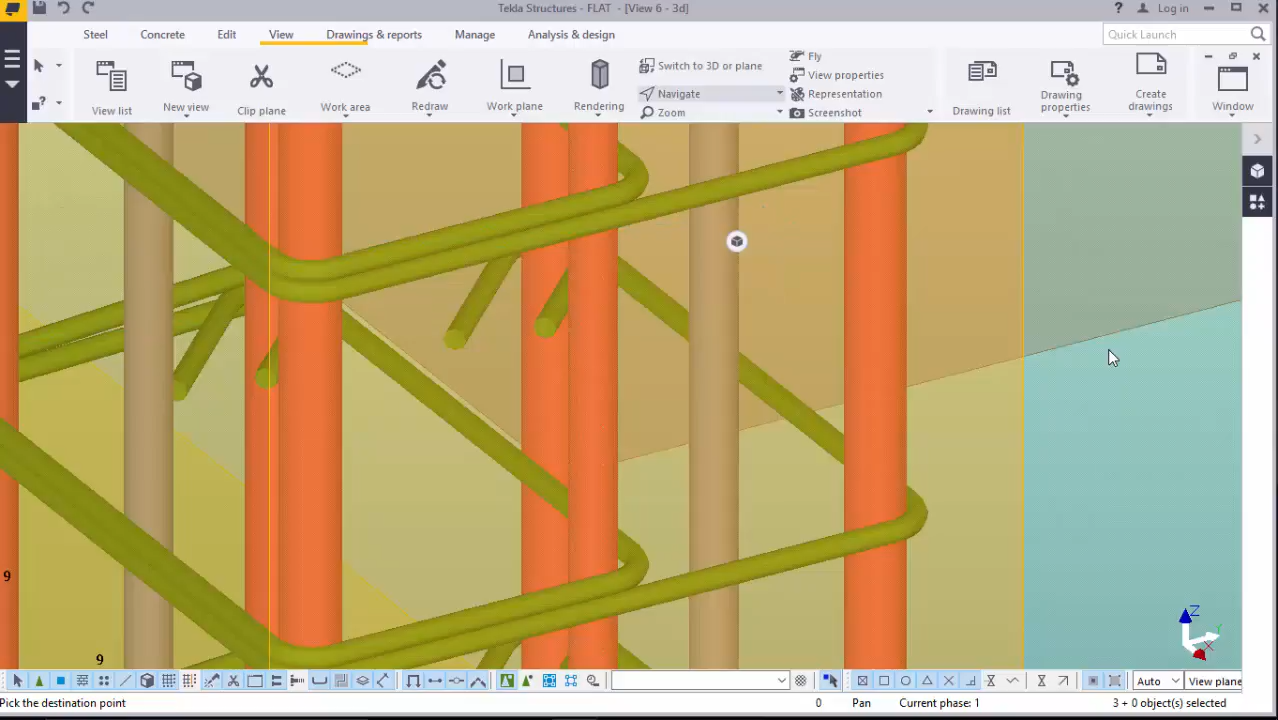 Tekla Structures - FLAT - [View 6 - 3d]
? Log in
Steel Concrete Edit View Drawings & reports Manage Analysis & design
Quick Launch
View list
New view
Clip plane
Work area
Redraw
Work plane
Rendering
Switch to 3D or plane
Navigate
Zoom
Fly
View properties
Representation
Screenshot
Drawing list
Drawing
properties
Create
drawings
Window
9
9
Z
Y
X
Auto
View plane
Pick the destination point
0
Pan
Current phase: 1
3 + 0 object(s) selected